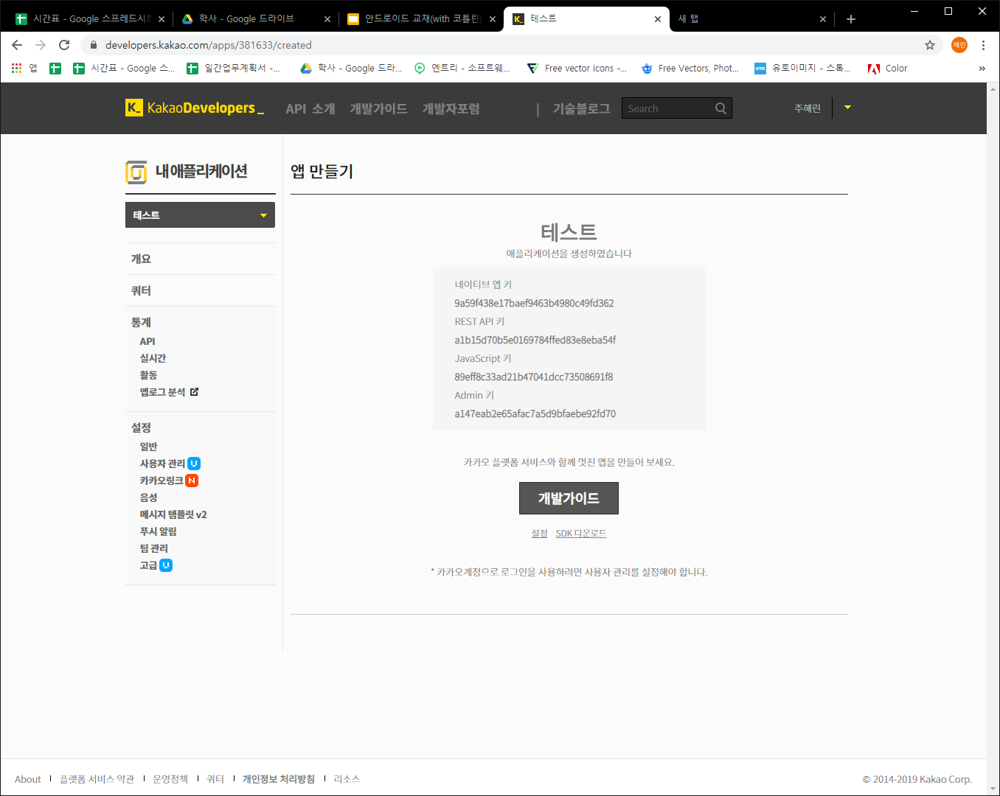 시간표 - Google 스프레드시트
학사 - Google 드라이브
안드로이드 교재(with 코틀린)
테스트
새 탭
developers.kakao.com/apps/381633/created
혜린
앱
시간표 - Google 스...
일간업무계획서 -...
학사 - Google 드라...
엔트리 - 소프트웨...
Free vector icons -...
Free Vectors, Phot...
UTO
유토이미지 - 스톡...
Color
»
K_ KakaoDevelopers _
API 소개
개발가이드
개발자포럼
|
기술블로그
Search
주혜린
내 애플리케이션
테스트
개요
쿼터
통계
API
실시간
활동
앱로그 분석
설정
일반
사용자 관리 U
카카오링크 N
음성
메시지 템플릿 v2
푸시 알림
팀 관리
고급 U
앱 만들기
테스트
애플리케이션을 생성하였습니다
네이티브 앱 키
9a59f438e17baef9463b4980c49fd362
REST API 키
a1b15d70b5e0169784ffed83e8eba54f
JavaScript 키
89eff8c33ad21b47041dcc73508691f8
Admin 키
a147eab2e65afac7a5d9bfaebe92fd70
카카오 플랫폼 서비스와 함께 멋진 앱을 만들어 보세요.
개발가이드
설정 SDK 다운로드
* 카카오계정으로 로그인을 사용하려면 사용자 관리를 설정해야 합니다.
About | 플랫폼 서비스 약관 | 운영정책 | 쿼터 | 개인정보 처리방침 | 리소스
© 2014-2019 Kakao Corp.